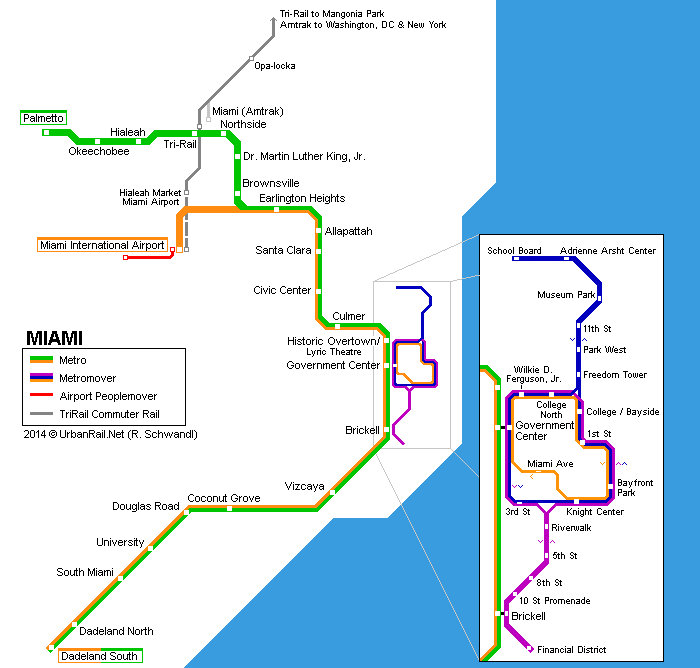 Tri-Rail to Mangonia Park
Amtrak to Washington, DC & New York
Opa-locka
Miami (Amtrak)
Palmetto
Northside
Hialeah
Tri-Rail
Okeechobee
Dr. Martin Luther King, Jr.
Brownsville
Hialeah Market
Miami Airport
Earlington Heights
Allapattah
Miami International Airport
Santa Clara
Civic Center
Culmer
Historic Overtown/
Lyric Theatre
Government Center
Brickell
Vizcaya
Coconut Grove
Douglas Road
University
South Miami
Dadeland North
Dadeland South
MIAMI
Metro
Metromover
Airport Peoplemover
TriRail Commuter Rail
2014 © UrbanRail.Net (R. Schwandl)
School Board
Adrienne Arsht Center
Museum Park
11th St
Park West
Freedom Tower
Wilkie D.
Ferguson, Jr.
College
North
College / Bayside
Government
Center
1st St
Miami Ave
Bayfront
Park
3rd St
Knight Center
Riverwalk
5th St
8th St
10 St Promenade
Brickell
Financial District